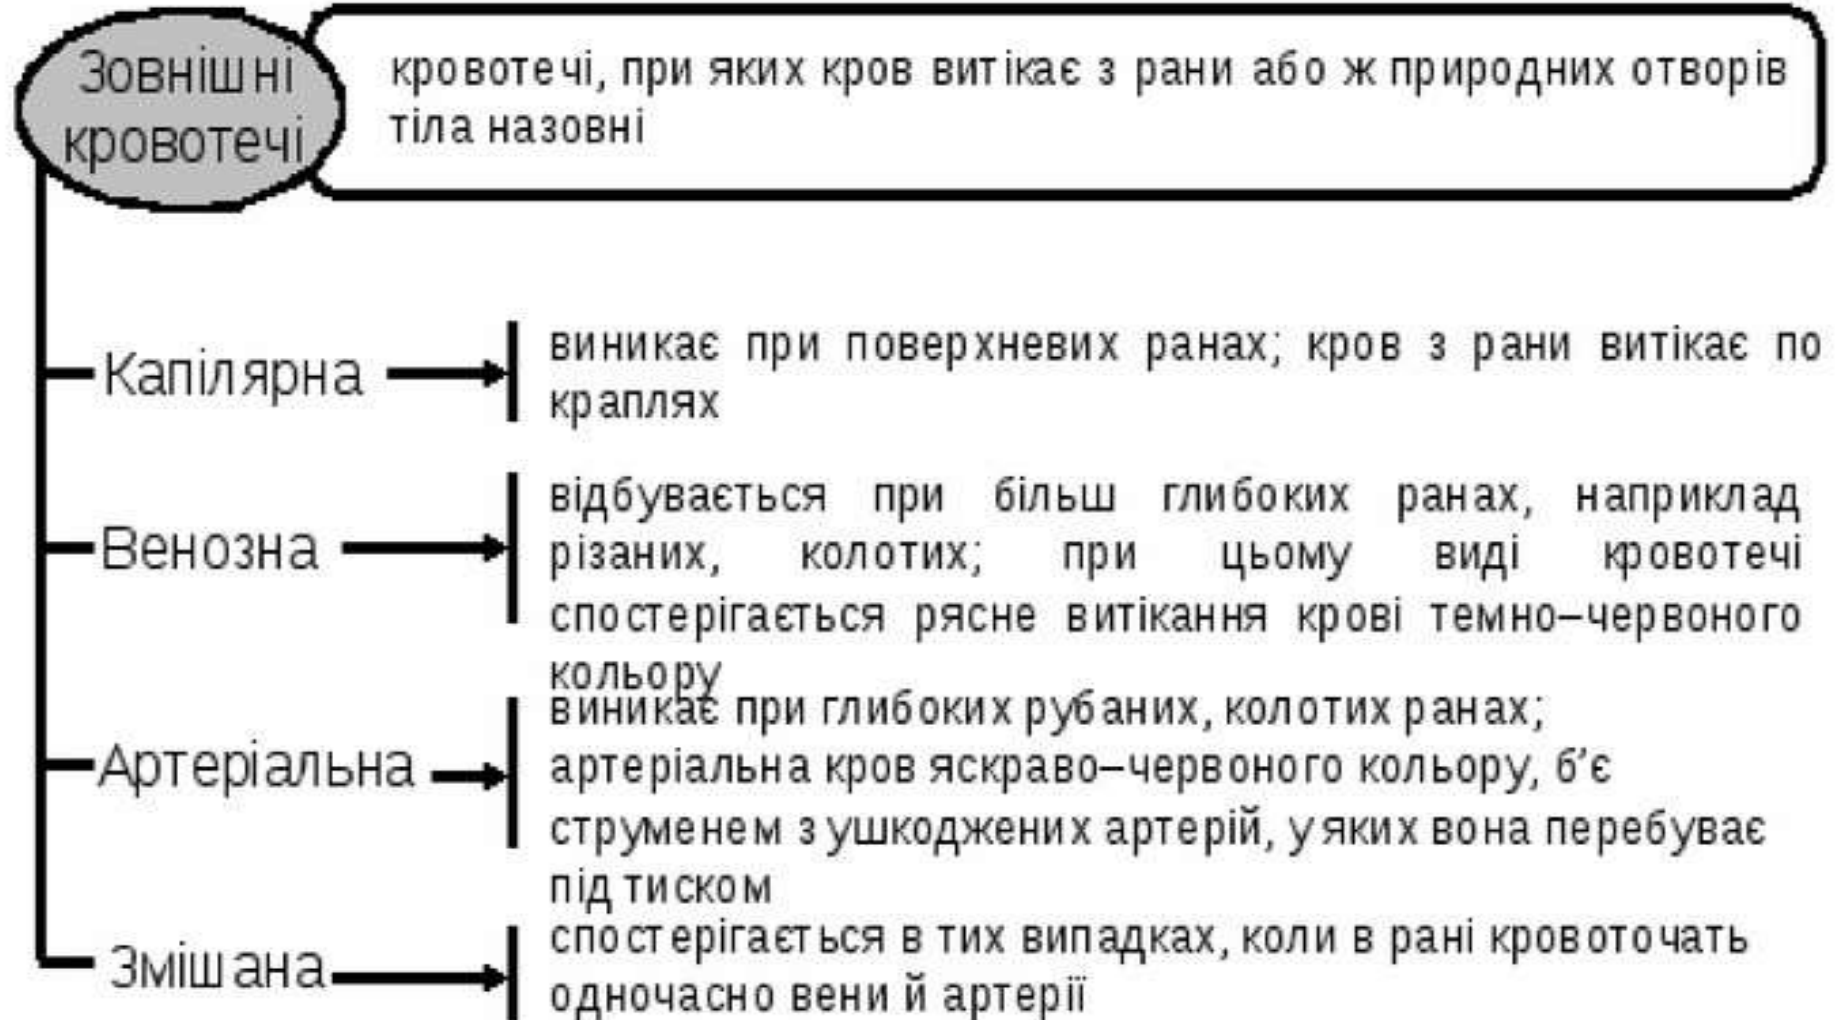 Зовнішні
кровотечі
кровотечі, при яких кров витікає з рани або ж природних отворів
тіла назовні
Капілярна
виникає при поверхневих ранах; кров з рани витікає по
краплях
Венозна
відбувається при більш глибоких ранах, наприклад
різаних, колотих; при цьому виді кровотечі
спостерігається рясне витікання крові темно–червоного
кольору
Артеріальна
виникає при глибоких рубаних, колотих ранах;
артеріальна кров яскраво–червоного кольору, б’є
струменем з ушкоджених артерій, у яких вона перебуває
під тиском
Змішана
спостерігається в тих випадках, коли в рані кровоточать
одночасно вени й артерії